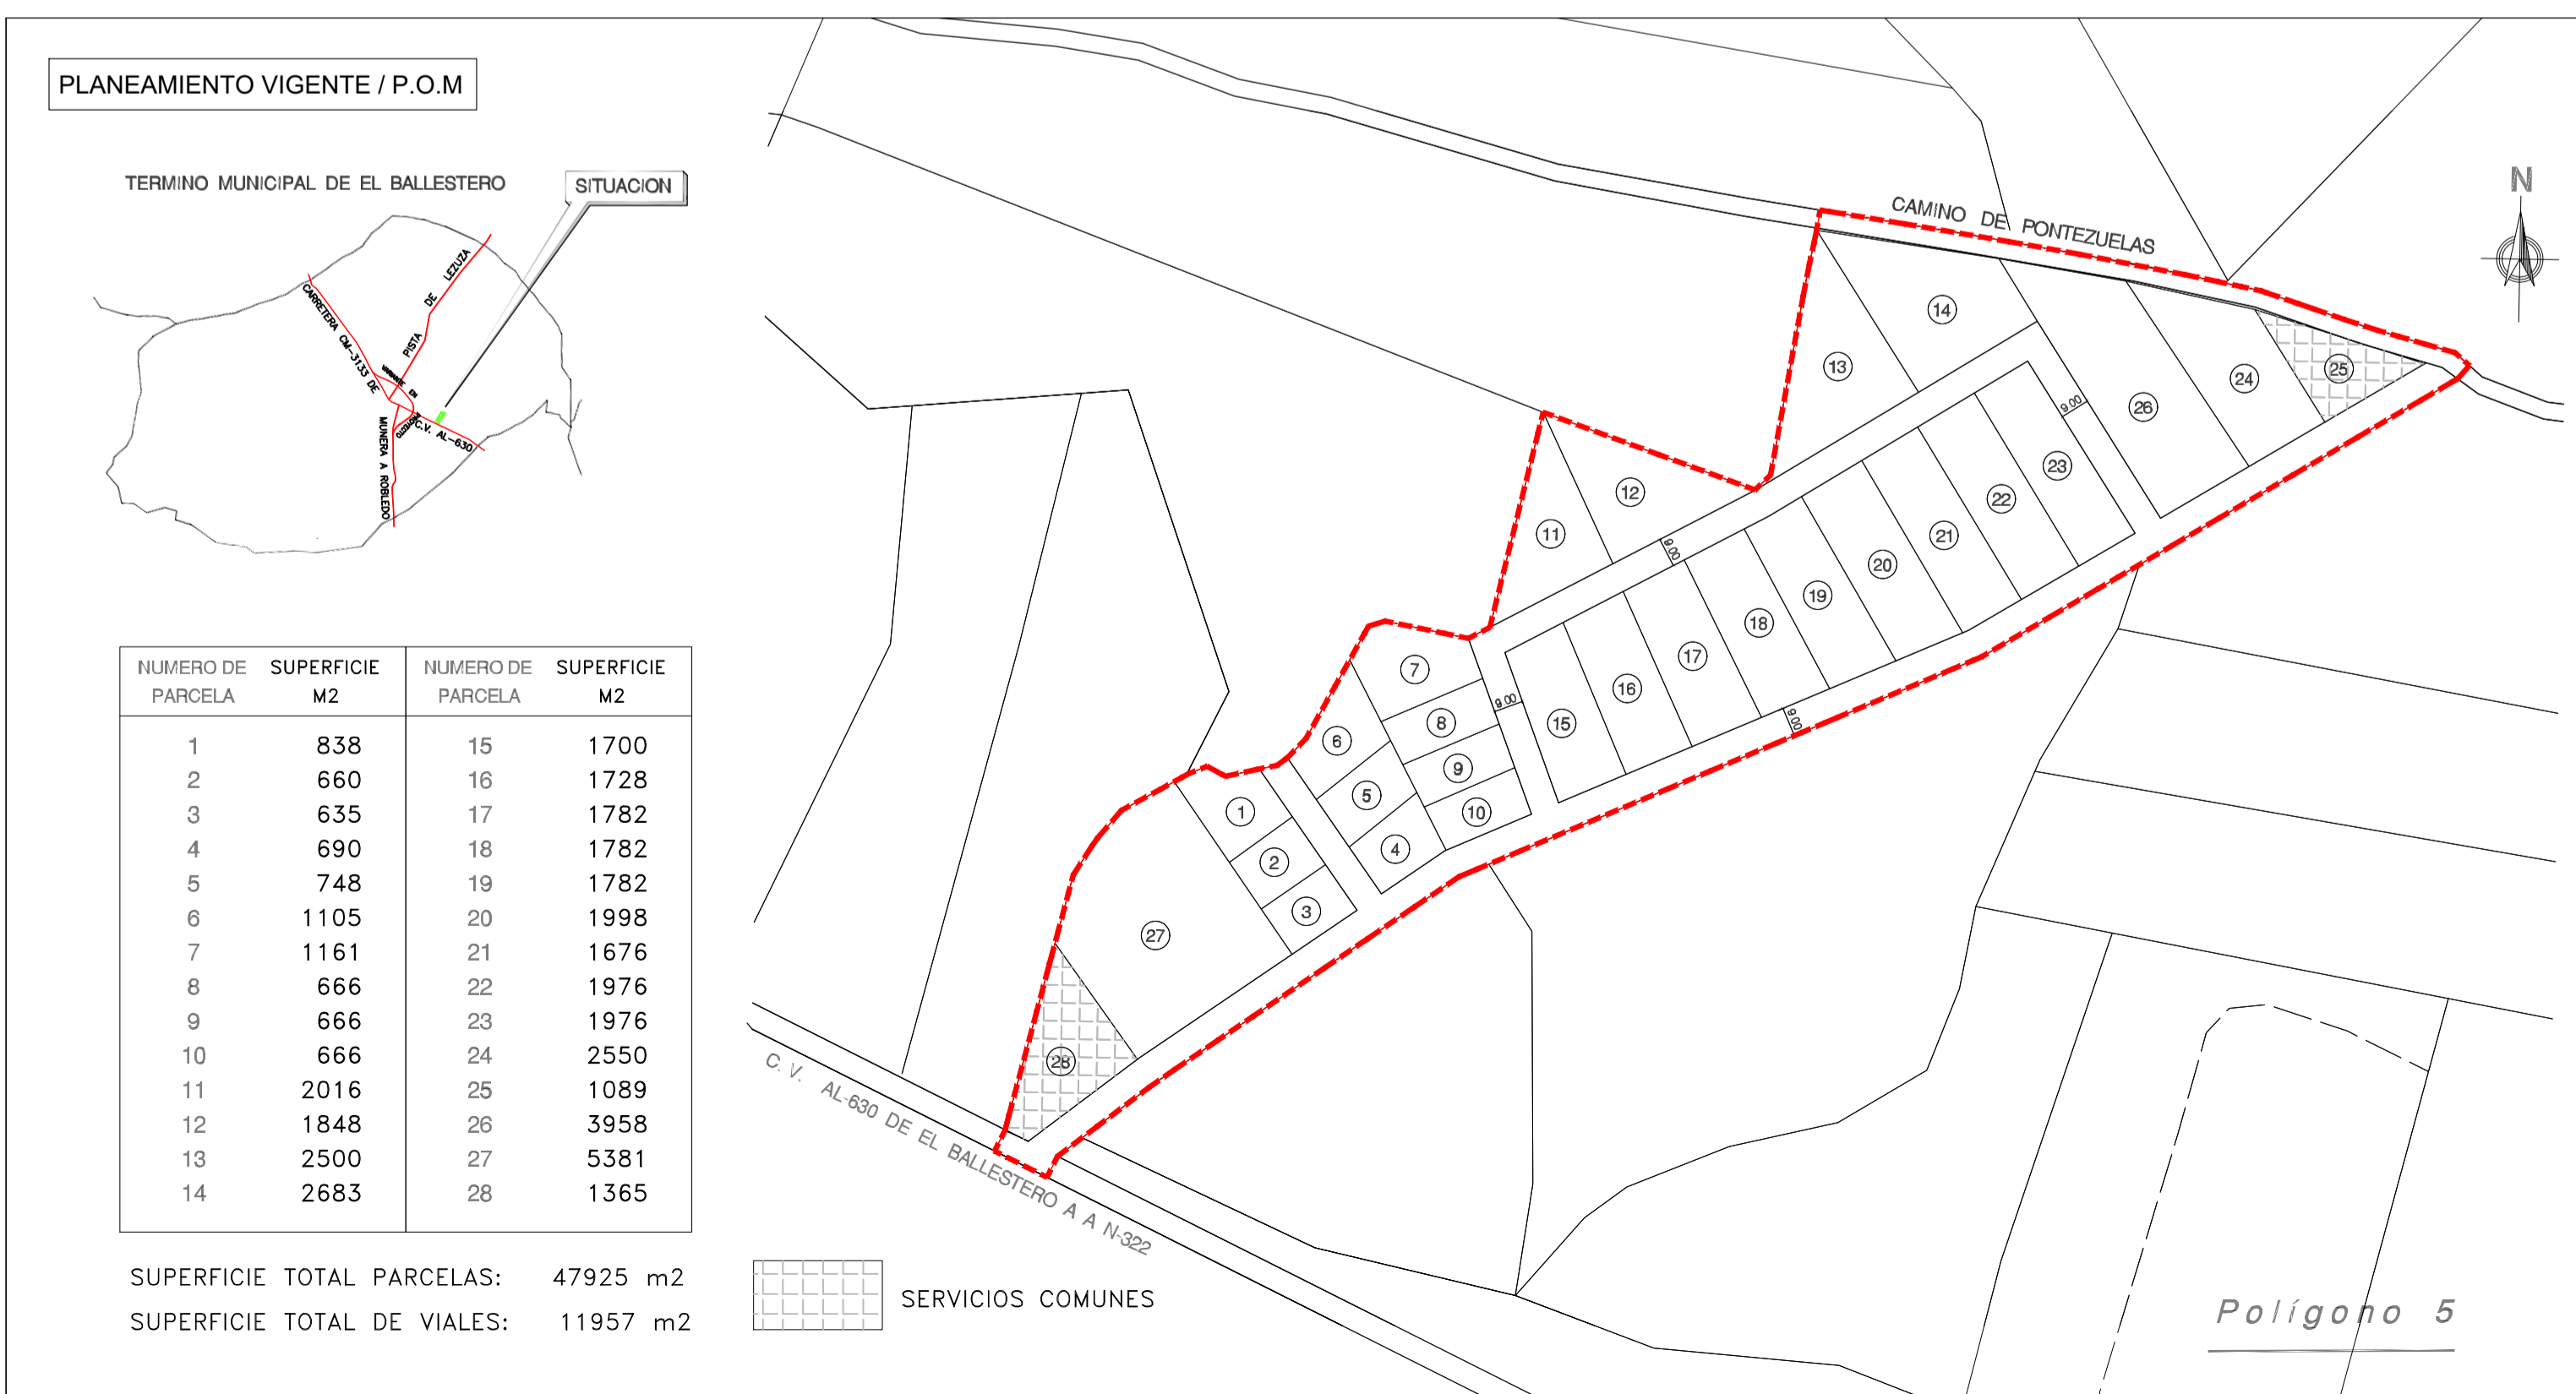 PLANEAMIENTO VIGENTE / P.O.M
TERMINO MUNICIPAL DE EL BALLESTERO
SITUACION
CARRETERA CM-3133 DE
MUNERA A ROBLEDO
PISTA DE LEZUZA
VARIANTE EN
PROYECTO
C.V. AL-630
NUMERO DE PARCELA SUPERFICIE M2 NUMERO DE PARCELA SUPERFICIE M2
1 838 15 1700
2 660 16 1728
3 635 17 1782
4 690 18 1782
5 748 19 1782
6 1105 20 1998
7 1161 21 1676
8 666 22 1976
9 666 23 1976
10 666 24 2550
11 2016 25 1089
12 1848 26 3958
13 2500 27 5381
14 2683 28 1365
SUPERFICIE TOTAL PARCELAS: 47925 m2
SUPERFICIE TOTAL DE VIALES: 11957 m2
SERVICIOS COMUNES
CAMINO DE PONTEZUELAS
N
14
13
25
24
26
9.00
23
22
21
20
19
18
17
16
15
12
11
9.00
7
8
9
10
9.00
9.00
6
5
4
1
2
3
27
28
C. V. AL-630 DE EL BALLESTERO A A N-322
Polígono 5